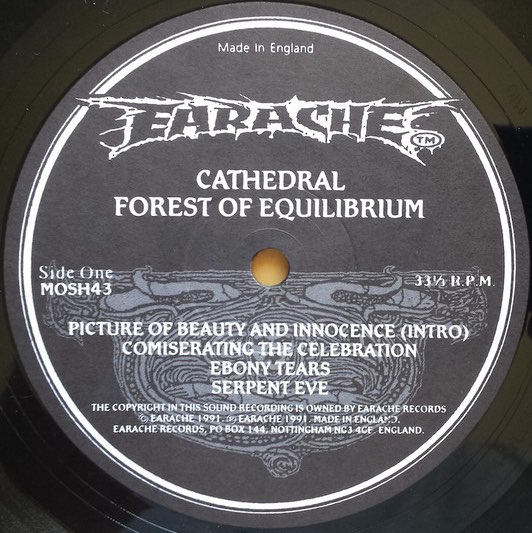 Made In England
EARACHE TM
CATHEDRAL
FOREST OF EQUILIBRIUM
Side One
MOSH43
33⅓ R.P.M.
PICTURE OF BEAUTY AND INNOCENCE (INTRO)
COMISERATING THE CELEBRATION
EBONY TEARS
SERPENT EVE
THE COPYRIGHT IN THIS SOUND RECORDING IS OWNED BY EARACHE RECORDS
© EARACHE 1991. ℗ EARACHE 1991. MADE IN ENGLAND.
EARACHE RECORDS, PO BOX 144, NOTTINGHAM NG3 4GE. ENGLAND.